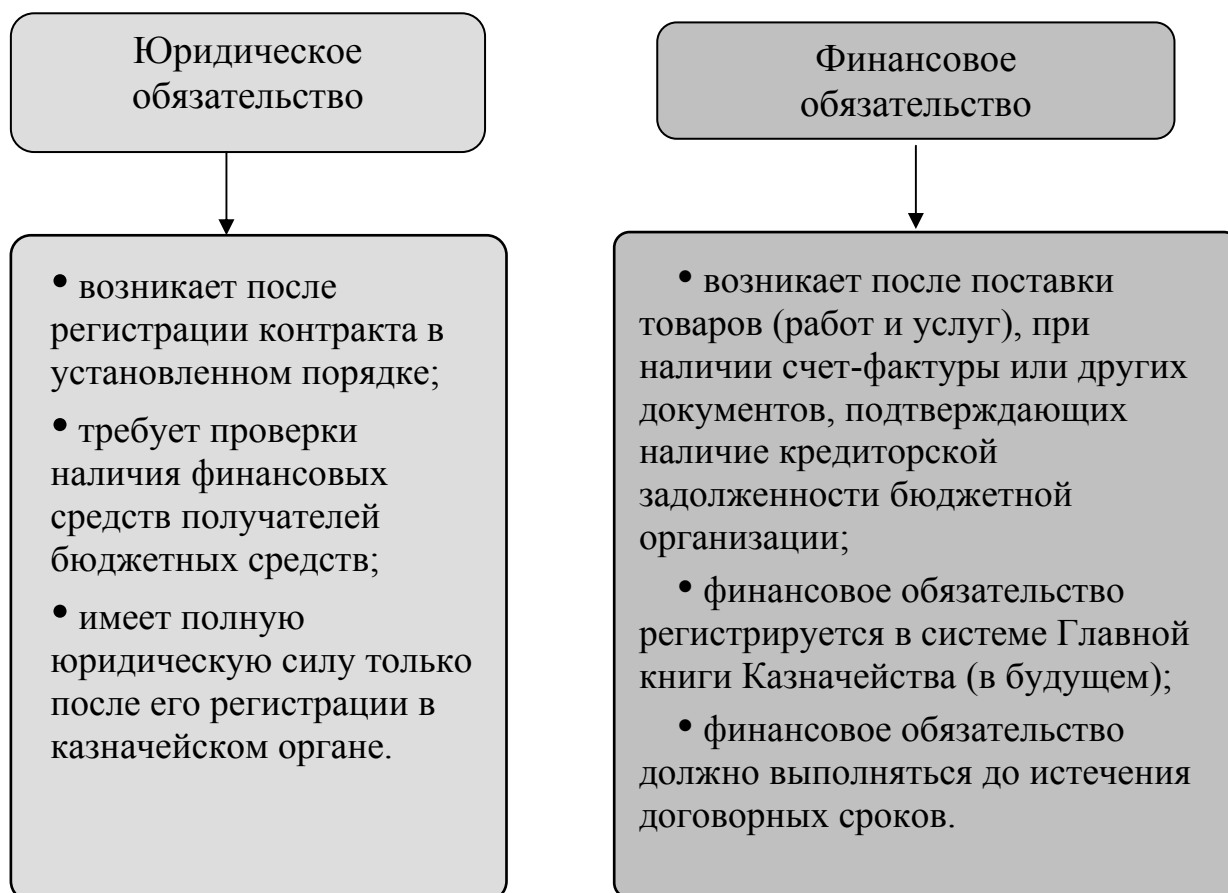 Юридическое
обязательство
• возникает после
регистрации контракта в
установленном порядке;
• требует проверки
наличия финансовых
средств получателей
бюджетных средств;
• имеет полную
юридическую силу только
после его регистрации в
казначейском органе.
Финансовое
обязательство
• возникает после поставки
товаров (работ и услуг), при
наличии счет-фактуры или других
документов, подтверждающих
наличие кредиторской
задолженности бюджетной
организации;
• финансовое обязательство
регистрируется в системе Главной
книги Казначейства (в будущем);
• финансовое обязательство
должно выполняться до истечения
договорных сроков.